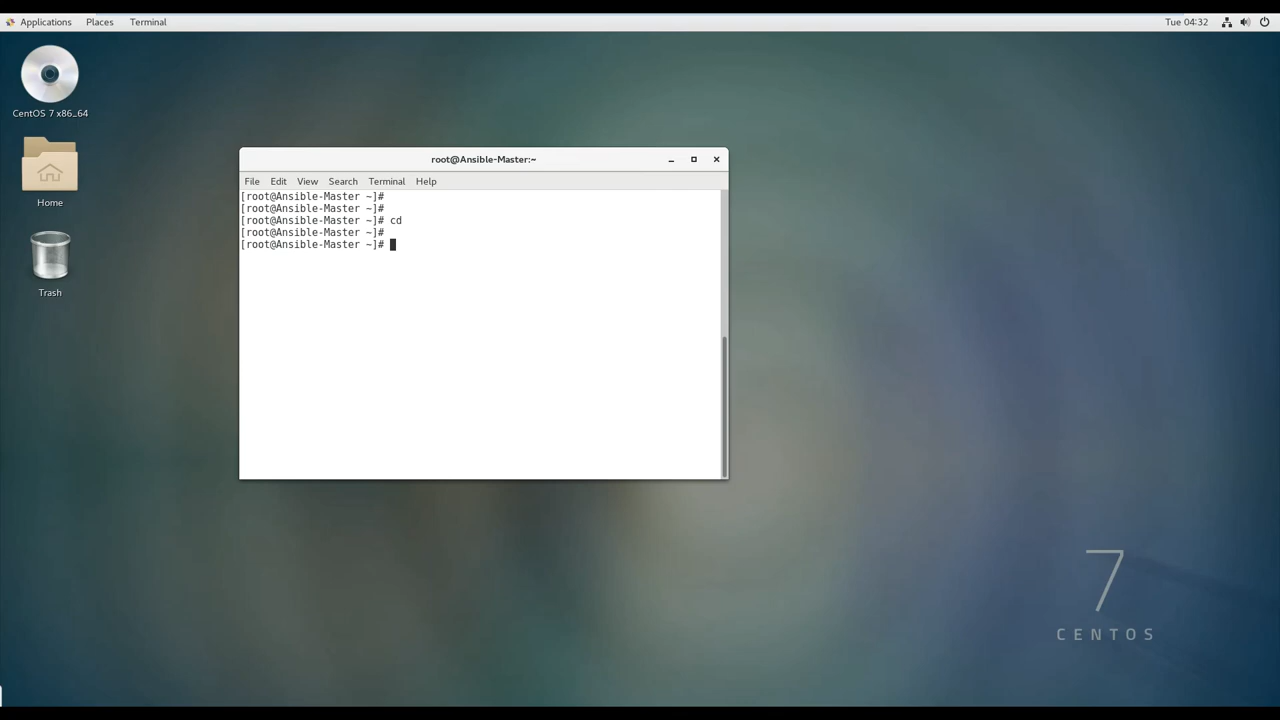 Applications Places Terminal Tue 04:32
CentOS 7 x86_64
Home
Trash
root@Ansible-Master:~
File Edit View Search Terminal Help
[root@Ansible-Master ~]#
[root@Ansible-Master ~]#
[root@Ansible-Master ~]# cd
[root@Ansible-Master ~]#
[root@Ansible-Master ~]#
7
CENTOS